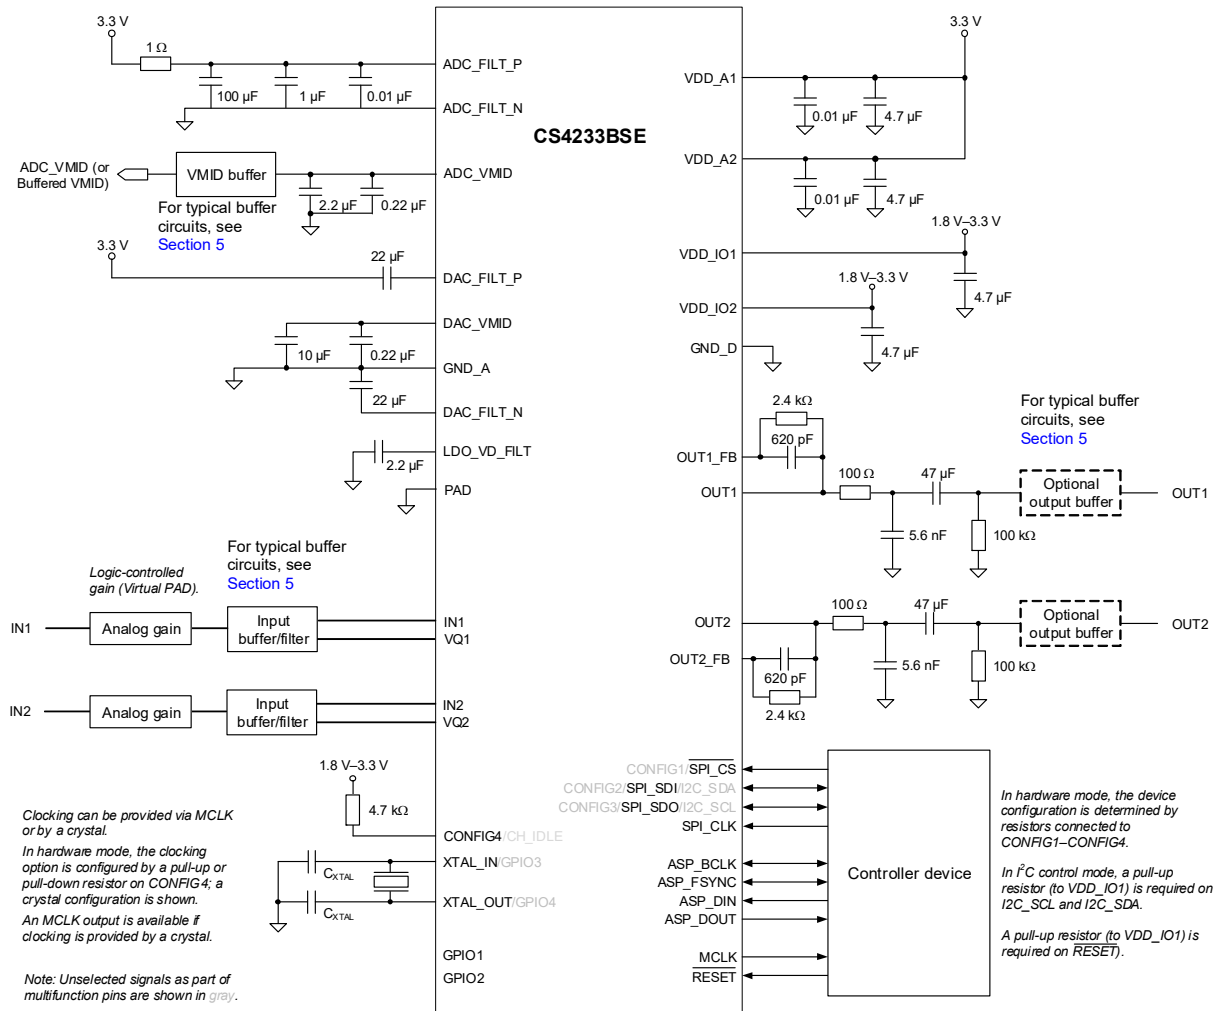 3.3 V
1 Ω
ADC_FILT_P
100 µF
1 µF
0.01 µF
ADC_FILT_N
CS4233BSE
ADC_VMID (or
Buffered VMID)
VMID buffer
ADC_VMID
2.2 µF
0.22 µF
For typical buffer
circuits, see
Section 5
3.3 V
22 µF
DAC_FILT_P
DAC_VMID
10 µF
0.22 µF
GND_A
22 µF
DAC_FILT_N
LDO_VD_FILT
2.2 µF
PAD
For typical buffer
circuits, see
Section 5
Logic-controlled
gain (Virtual PAD).
IN1
Analog gain
Input
buffer/filter
IN1
VQ1
IN2
Analog gain
Input
buffer/filter
IN2
VQ2
1.8 V–3.3 V
4.7 kΩ
CONFIG4/CH_IDLE
XTAL_IN/GPIO3
CXTAL
XTAL_OUT/GPIO4
CXTAL
GPIO1
GPIO2
Clocking can be provided via MCLK
or by a crystal.
In hardware mode, the clocking
option is configured by a pull-up or
pull-down resistor on CONFIG4; a
crystal configuration is shown.
An MCLK output is available if
clocking is provided by a crystal.
Note: Unselected signals as part of
multifunction pins are shown in gray.
3.3 V
VDD_A1
0.01 µF
4.7 µF
VDD_A2
0.01 µF
4.7 µF
1.8 V–3.3 V
VDD_IO1
4.7 µF
1.8 V–3.3 V
VDD_IO2
4.7 µF
GND_D
2.4 kΩ
620 pF
OUT1_FB
OUT1
100 Ω
47 µF
5.6 nF
100 kΩ
For typical buffer
circuits, see
Section 5
Optional
output buffer
OUT1
OUT2
100 Ω
47 µF
5.6 nF
100 kΩ
Optional
output buffer
OUT2
OUT2_FB
620 pF
2.4 kΩ
CONFIG1/SPI_CS
CONFIG2/SPI_SDI/I2C_SDA
CONFIG3/SPI_SDO/I2C_SCL
SPI_CLK
ASP_BCLK
ASP_FSYNC
ASP_DIN
ASP_DOUT
MCLK
RESET
Controller device
In hardware mode, the device
configuration is determined by
resistors connected to
CONFIG1–CONFIG4.
In I²C control mode, a pull-up
resistor (to VDD_IO1) is required on
I2C_SCL and I2C_SDA.
A pull-up resistor (to VDD_IO1) is
required on RESET).